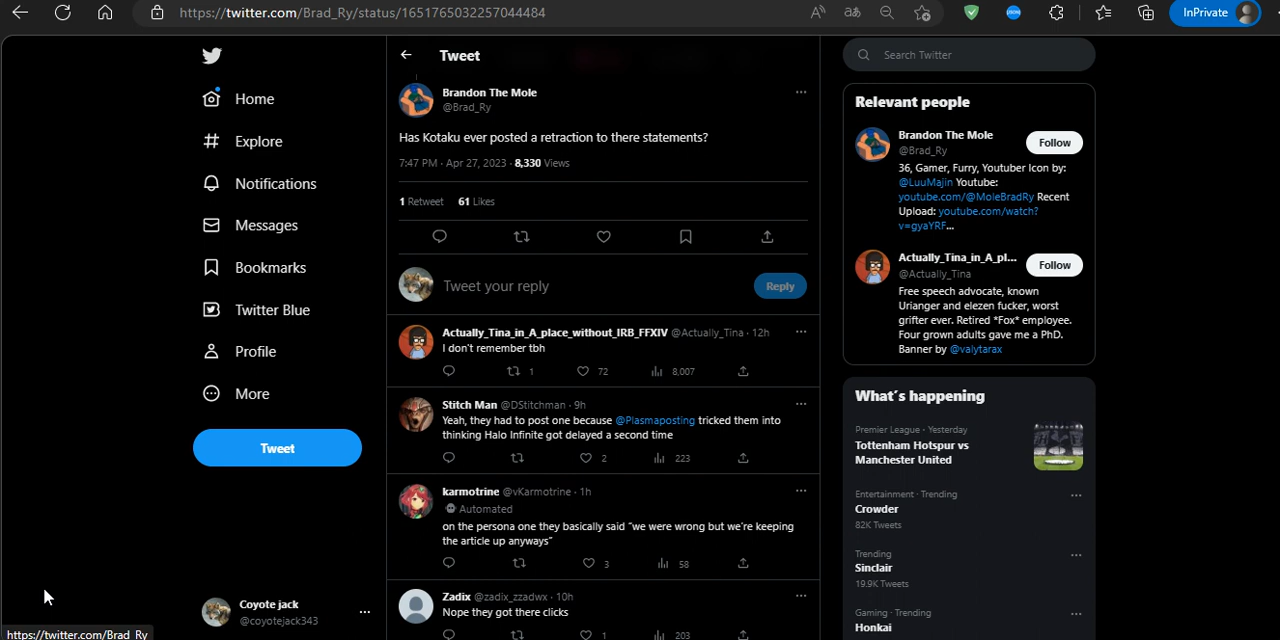 https://twitter.com/Brad_Ry/status/1651765032257044484
InPrivate
Home
Explore
Notifications
Messages
Bookmarks
Twitter Blue
Profile
More
Tweet
Coyote jack
@coyotejack343
https://twitter.com/Brad_Ry
Tweet
Brandon The Mole
@Brad_Ry
Has Kotaku ever posted a retraction to there statements?
7:47 PM · Apr 27, 2023 · 8,330 Views
1 Retweet 61 Likes
Tweet your reply
Reply
Actually_Tina_in_A_place_without_IRB_FFXIV @Actually_Tina · 12h
I don't remember tbh
1 72 8,007
Stitch Man @DStitchman · 9h
Yeah, they had to post one because @Plasmaposting tricked them into
thinking Halo Infinite got delayed a second time
2 223
karmotrine @vKarmotrine · 1h
Automated
on the persona one they basically said "we were wrong but we're keeping
the article up anyways"
3 58
Zadix @zadix_zzadwx · 10h
Nope they got there clicks
1 203
Search Twitter
Relevant people
Brandon The Mole
@Brad_Ry
Follow
36, Gamer, Furry, Youtuber Icon by:
@LuuMajin Youtube:
youtube.com/@MoleBradRy Recent
Upload: youtube.com/watch?
v=gyaYRF...
Actually_Tina_in_A_pl...
@Actually_Tina
Follow
Free speech advocate, known
Urianger and elezen fucker, worst
grifter ever. Retired *Fox* employee.
Four grown adults gave me a PhD.
Banner by @valytarax
What's happening
Premier League · Yesterday
Tottenham Hotspur vs
Manchester United
Entertainment · Trending
Crowder
82K Tweets
Trending
Sinclair
19.9K Tweets
Gaming · Trending
Honkai